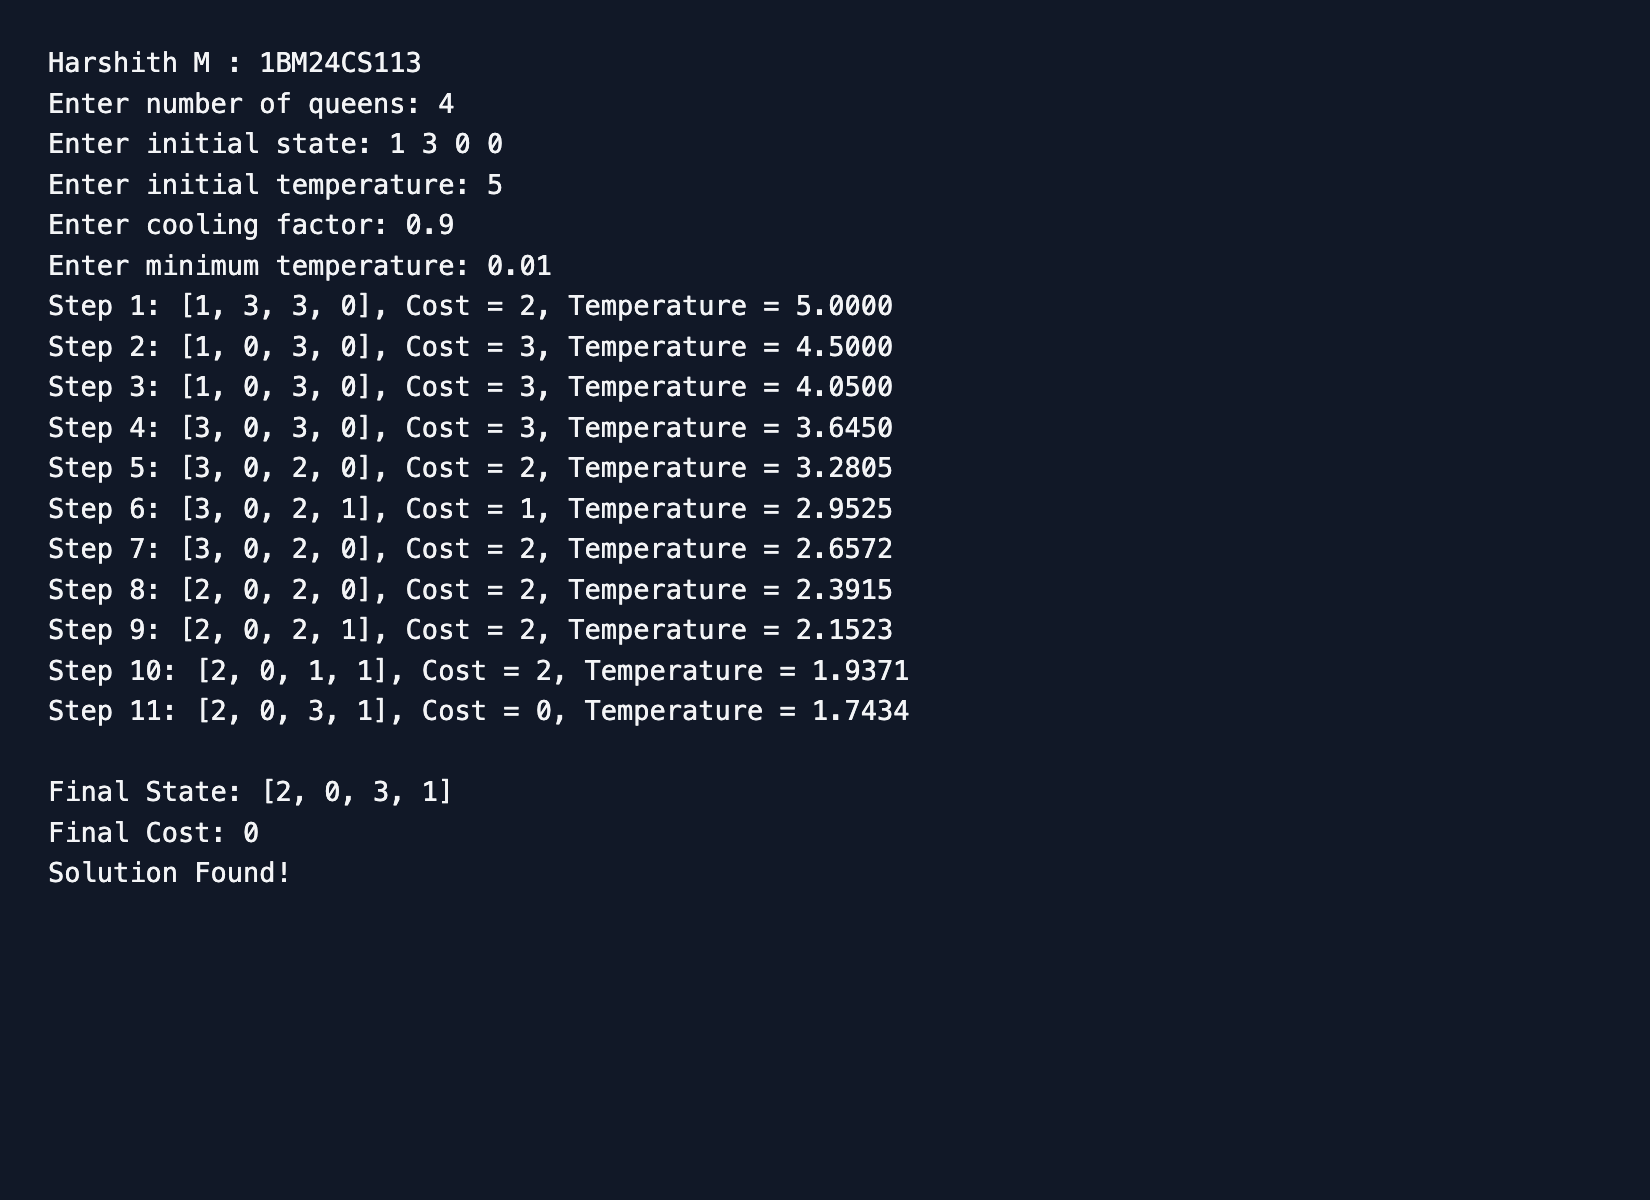 Harshith M : 1BM24CS113
Enter number of queens: 4
Enter initial state: 1 3 0 0
Enter initial temperature: 5
Enter cooling factor: 0.9
Enter minimum temperature: 0.01
Step 1: [1, 3, 3, 0], Cost = 2, Temperature = 5.0000
Step 2: [1, 0, 3, 0], Cost = 3, Temperature = 4.5000
Step 3: [1, 0, 3, 0], Cost = 3, Temperature = 4.0500
Step 4: [3, 0, 3, 0], Cost = 3, Temperature = 3.6450
Step 5: [3, 0, 2, 0], Cost = 2, Temperature = 3.2805
Step 6: [3, 0, 2, 1], Cost = 1, Temperature = 2.9525
Step 7: [3, 0, 2, 0], Cost = 2, Temperature = 2.6572
Step 8: [2, 0, 2, 0], Cost = 2, Temperature = 2.3915
Step 9: [2, 0, 2, 1], Cost = 2, Temperature = 2.1523
Step 10: [2, 0, 1, 1], Cost = 2, Temperature = 1.9371
Step 11: [2, 0, 3, 1], Cost = 0, Temperature = 1.7434
Final State: [2, 0, 3, 1]
Final Cost: 0
Solution Found!